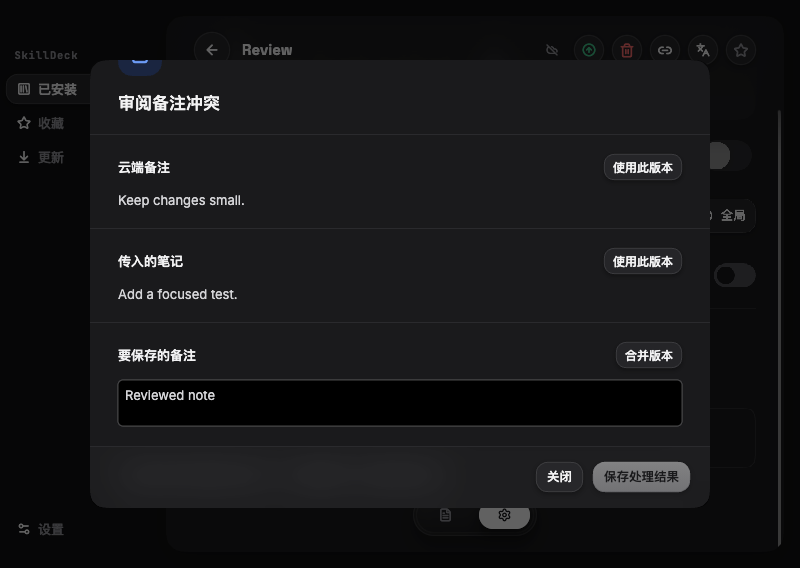 SkillDeck
Review
已安装
收藏
更新
审阅备注冲突
云端备注
使用此版本
Keep changes small.
传入的笔记
使用此版本
Add a focused test.
全局
要保存的备注
合并版本
Reviewed note
关闭
保存处理结果
设置